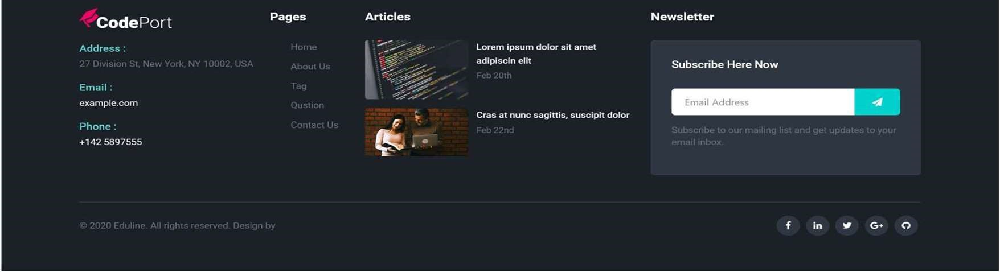 CodePort
Address :
27 Division St, New York, NY 10002, USA
Email :
example.com
Phone :
+142 5897555
Pages
Home
About Us
Tag
Qustion
Contact Us
Articles
Lorem ipsum dolor sit amet
adipiscin elit
Feb 20th
Cras at nunc sagittis, suscipit dolor
Feb 22nd
Newsletter
Subscribe Here Now
Email Address
Subscribe to our mailing list and get updates to your
email inbox.
© 2020 Eduline. All rights reserved. Design by
f in G+